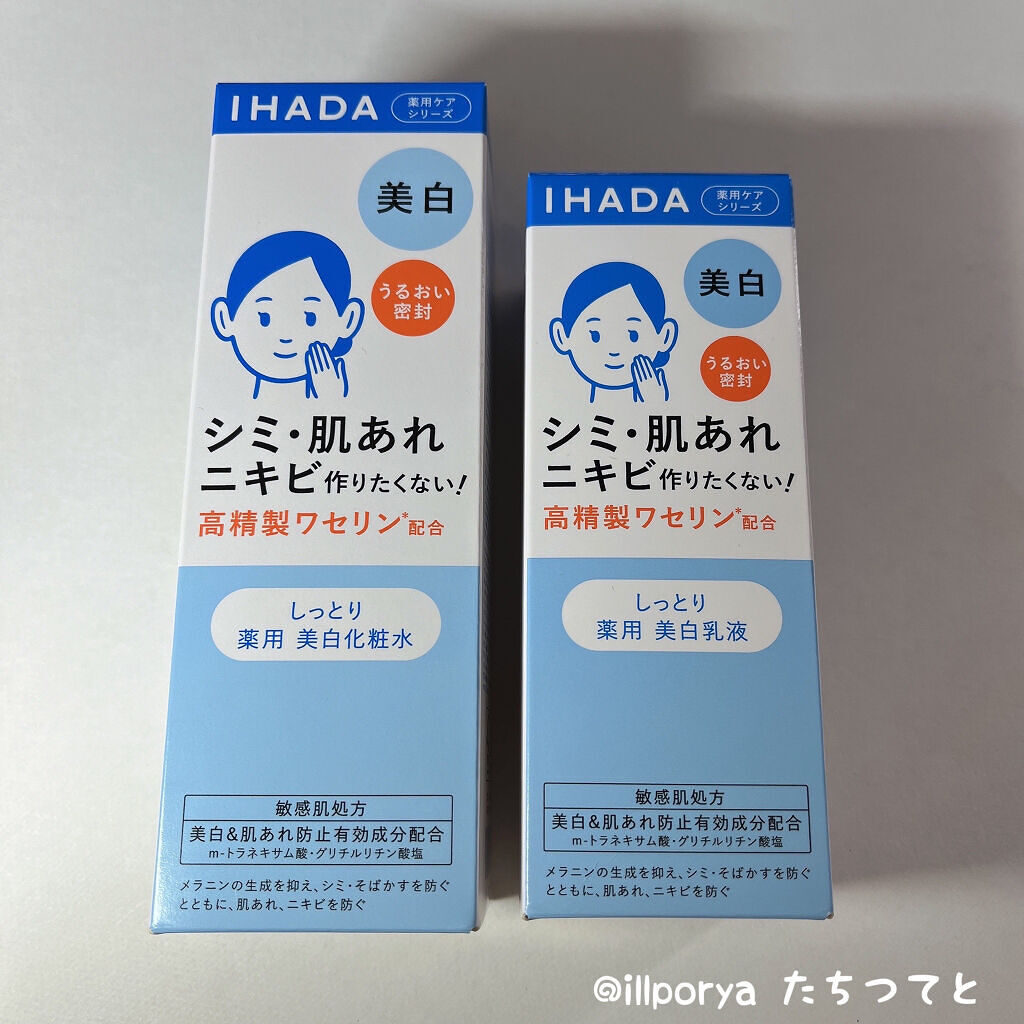 IHADA
薬用ケア
シリーズ
美白
うるおい
密封
シミ・肌あれ
ニキビ作りたくない!
高精製ワセリン*配合
しっとり
薬用 美白化粧水
敏感肌処方
美白&肌あれ防止有効成分配合
m-トラネキサム酸・グリチルリチン酸塩
メラニンの生成を抑え、シミ・そばかすを防ぐ
とともに、肌あれ、ニキビを防ぐ
IHADA
薬用ケア
シリーズ
美白
うるおい
密封
シミ・肌あれ
ニキビ作りたくない!
高精製ワセリン*配合
しっとり
薬用 美白乳液
敏感肌処方
美白&肌あれ防止有効成分配合
m-トラネキサム酸・グリチルリチン酸塩
メラニンの生成を抑え、シミ・そばかすを防ぐ
とともに、肌あれ、ニキビを防ぐ
@illporya たちつてと